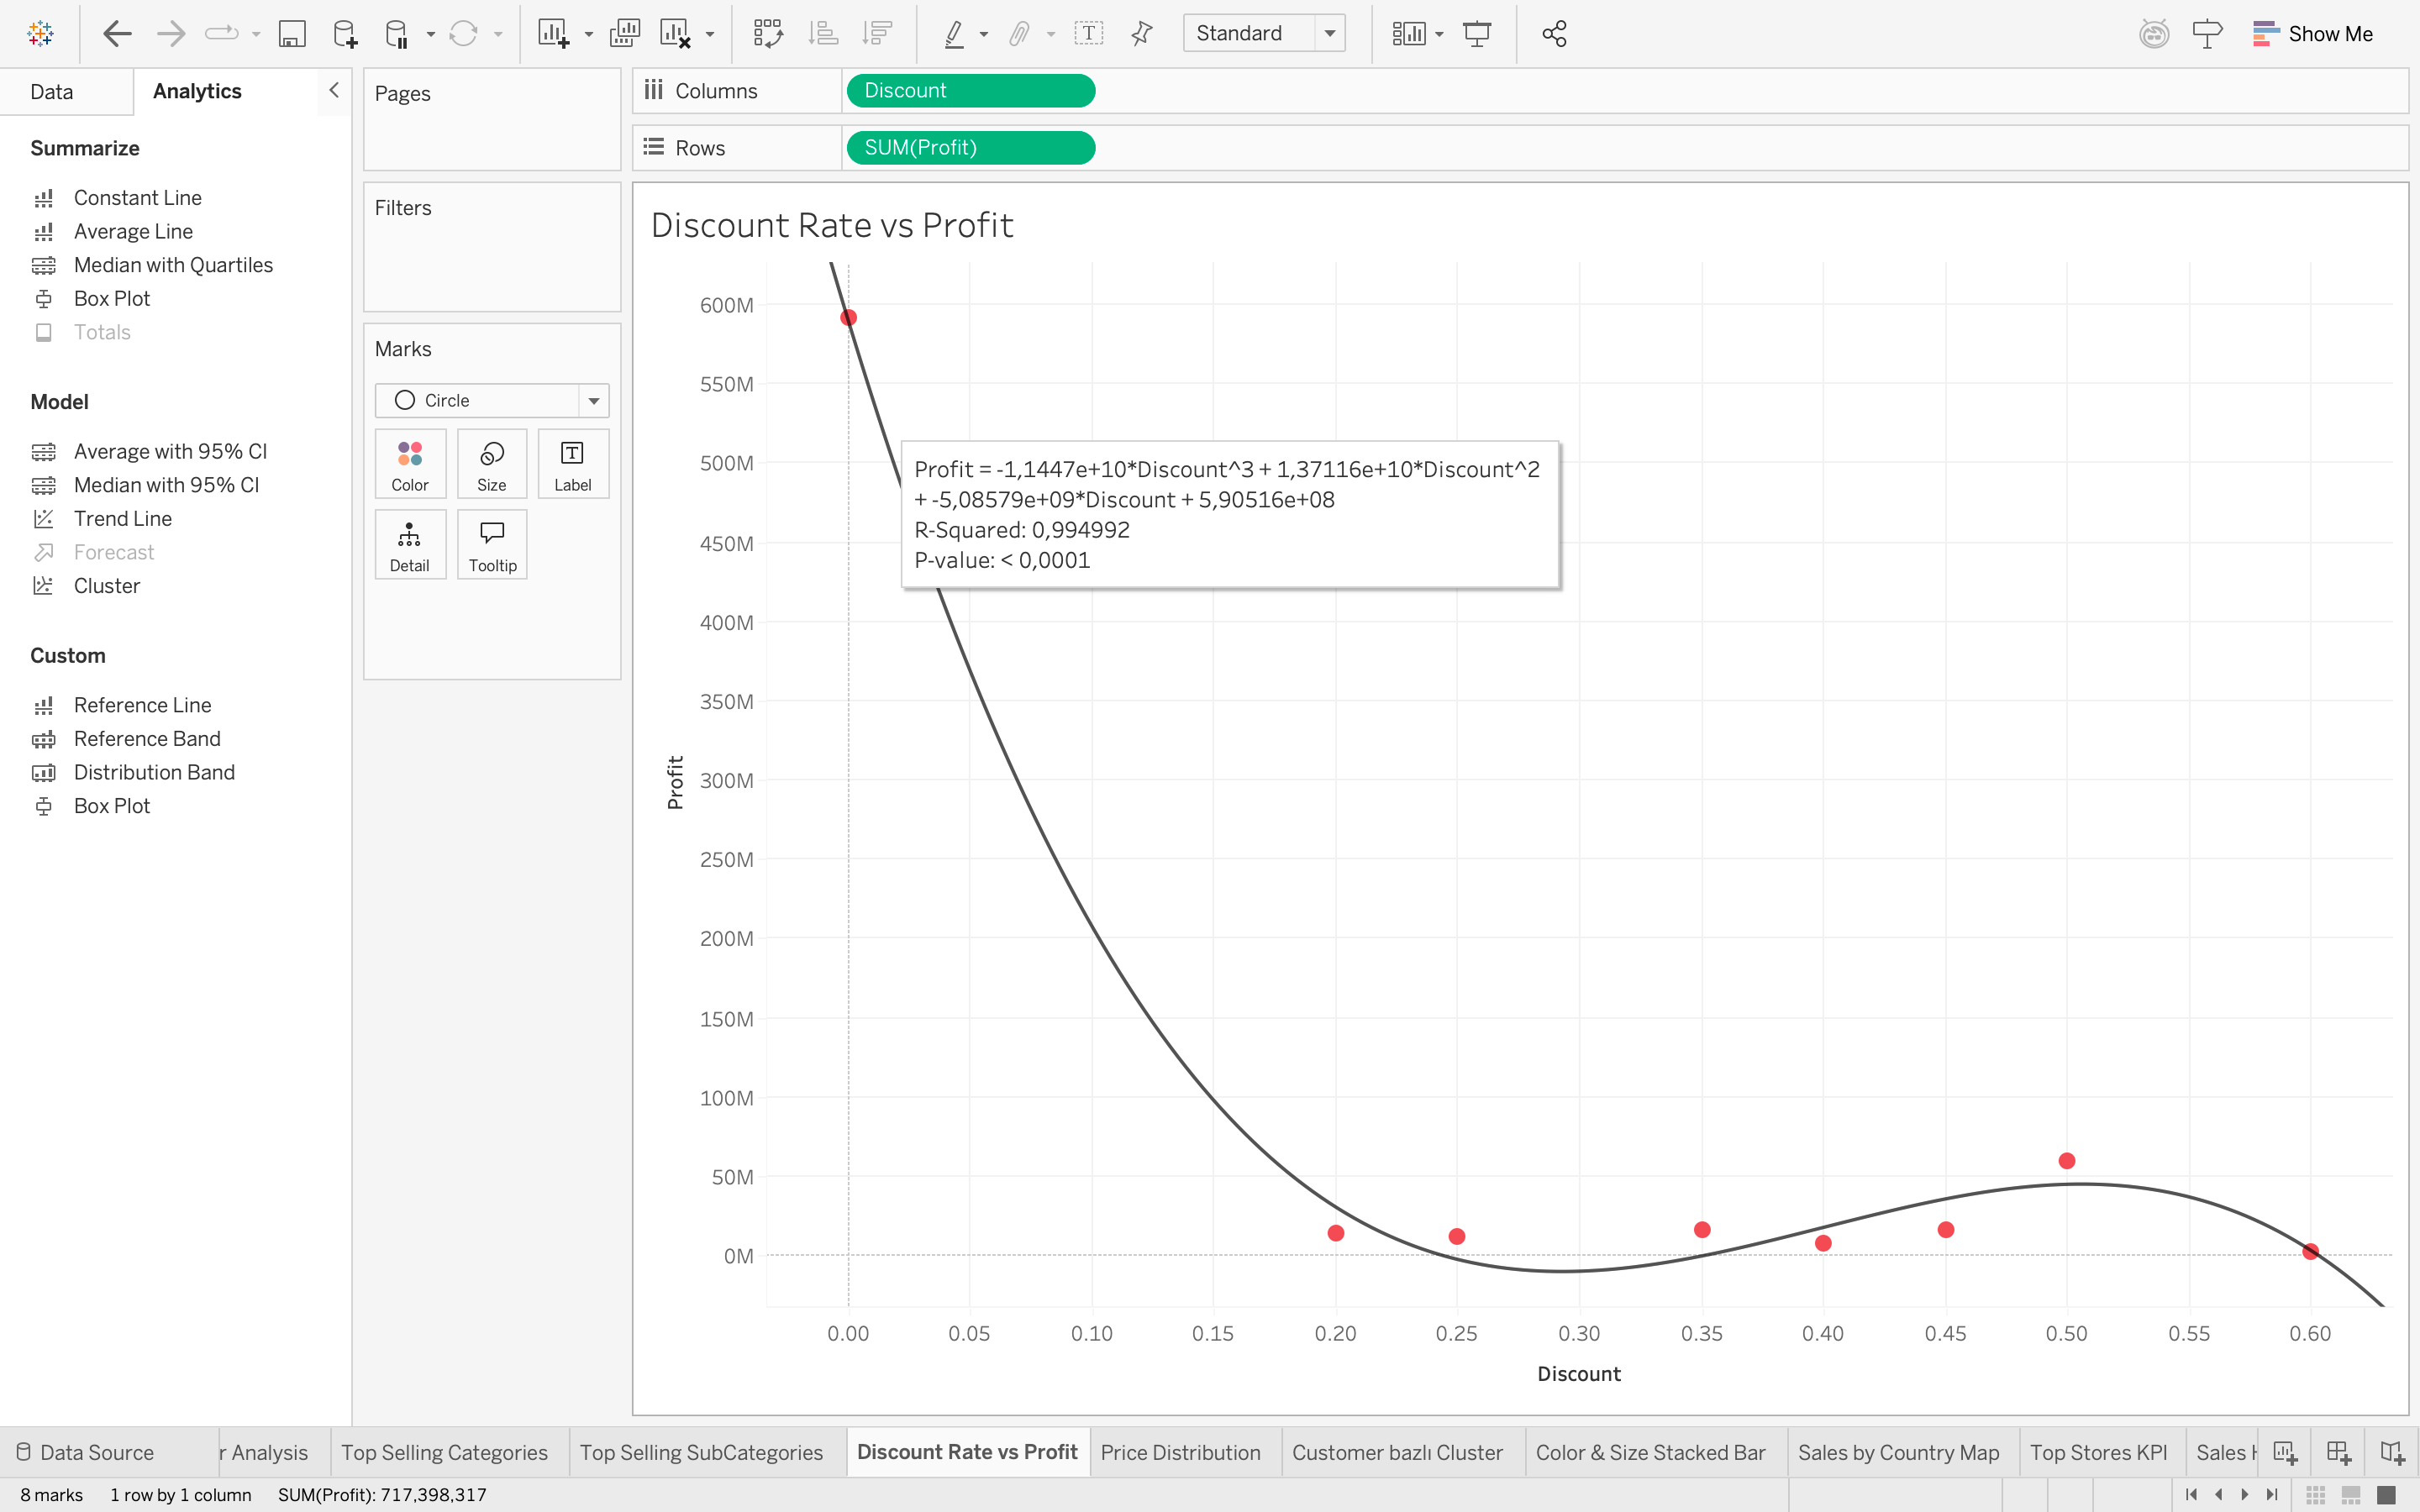 Standard
Show Me
Data
Analytics
Summarize
Constant Line
Average Line
Median with Quartiles
Box Plot
Totals
Model
Average with 95% CI
Median with 95% CI
Trend Line
Forecast
Cluster
Custom
Reference Line
Reference Band
Distribution Band
Box Plot
Pages
Filters
Marks
Circle
Color
Size
Label
Detail
Tooltip
Columns
Discount
Rows
SUM(Profit)
Discount Rate vs Profit
600M
550M
500M
450M
400M
350M
300M
250M
200M
150M
100M
50M
0M
Profit
Profit = -1,1447e+10*Discount^3 + 1,37116e+10*Discount^2
+ -5,08579e+09*Discount + 5,90516e+08
R-Squared: 0,994992
P-value: < 0,0001
0.00 0.05 0.10 0.15 0.20 0.25 0.30 0.35 0.40 0.45 0.50 0.55 0.60
Discount
Data Source
r Analysis
Top Selling Categories
Top Selling SubCategories
Discount Rate vs Profit
Price Distribution
Customer bazlı Cluster
Color & Size Stacked Bar
Sales by Country Map
Top Stores KPI
Sales
8 marks
1 row by 1 column
SUM(Profit): 717,398,317